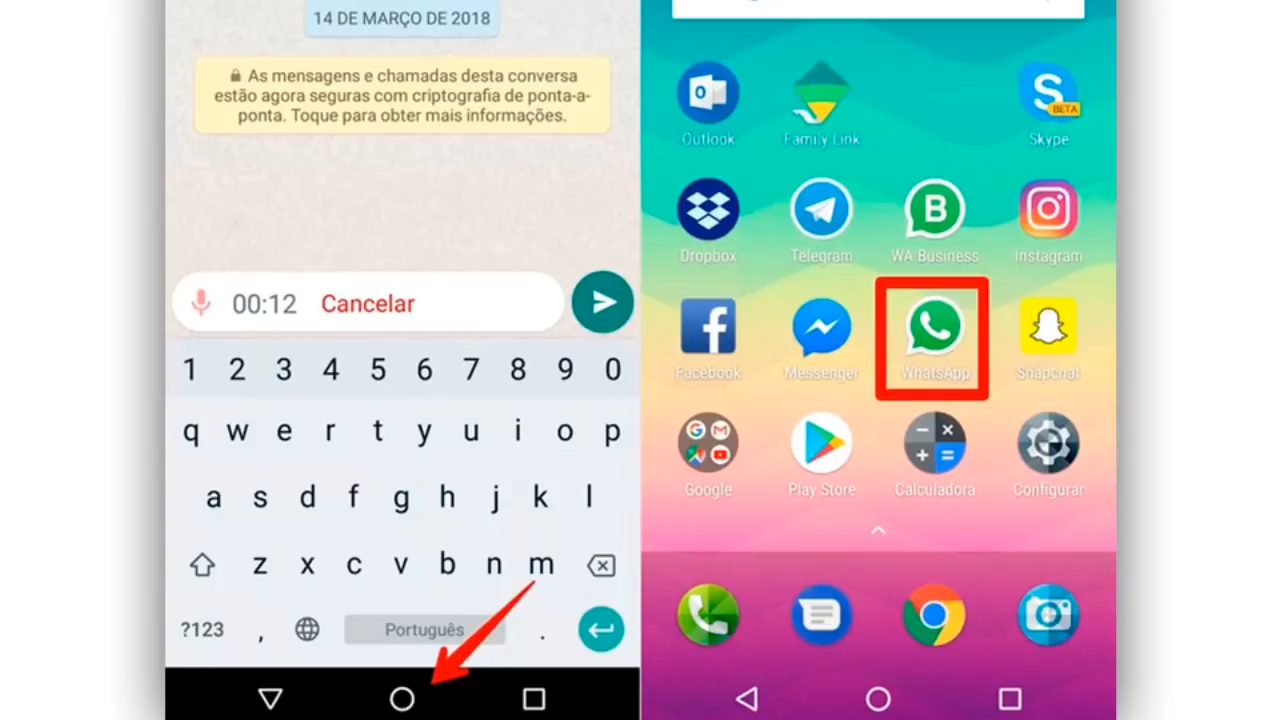 14 DE MARÇO DE 2018
As mensagens e chamadas desta conversa
estão agora seguras com criptografia de ponta-a-
ponta. Toque para obter mais informações.
00:12 Cancelar
1 2 3 4 5 6 7 8 9 0
q w e r t y u i o p
a s d f g h j k l
z x c v b n m
?123 , Português .
Outlook Family Link Skype
BETA
Dropbox Telegram WA Business Instagram
Facebook Messenger WhatsApp Snapchat
Google Play Store Calculadora Configurar